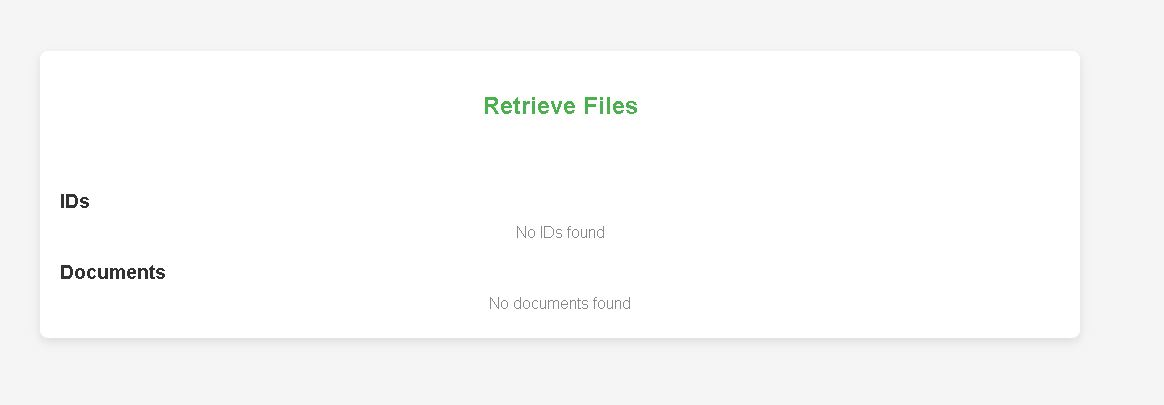 Retrieve Files
IDs
No IDs found
Documents
No documents found